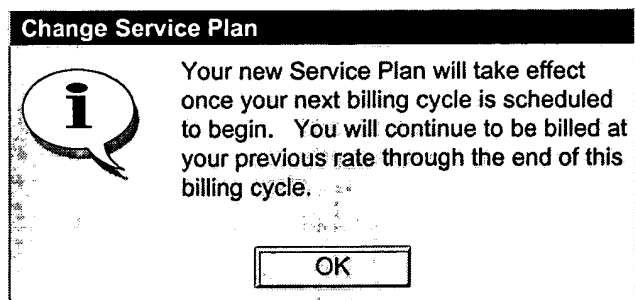 Change Service Plan
i
Your new Service Plan will take effect
once your next billing cycle is scheduled
to begin.   You will continue to be billed at
your previous rate through the end of this
billing cycle.
OK